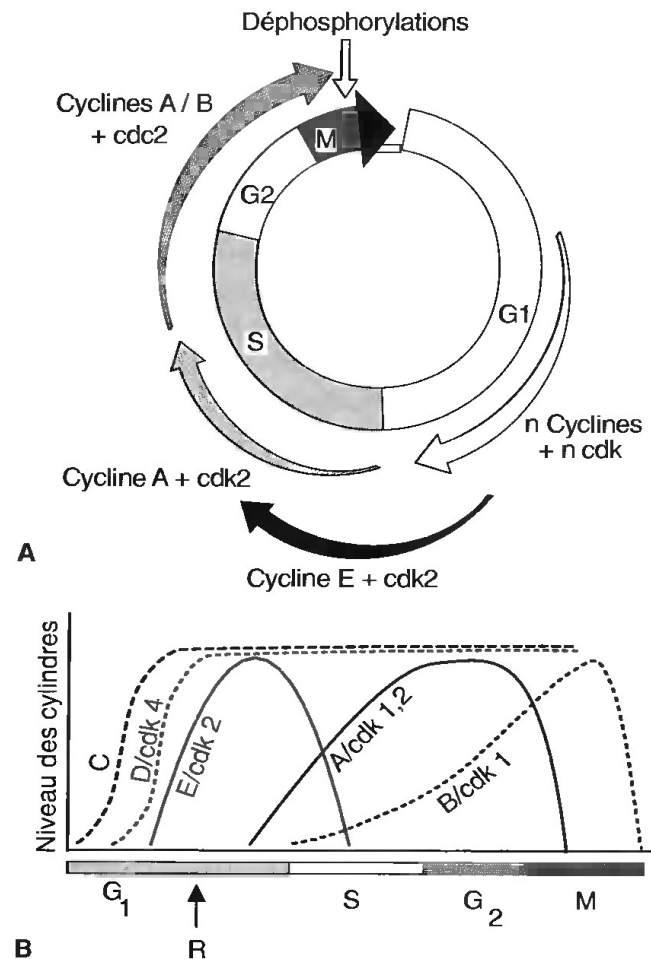 Déphosphorylations
Cyclines A / B
+ cdc2
M
G2
G1
S
n Cyclines
+ n cdk
Cycline A + cdk2
A
Cycline E + cdk2
Niveau des cylindres
C
D/cdk 4
E/cdk 2
A/cdk 1,2
B/cdk 1
G1
S
G2
M
B
R